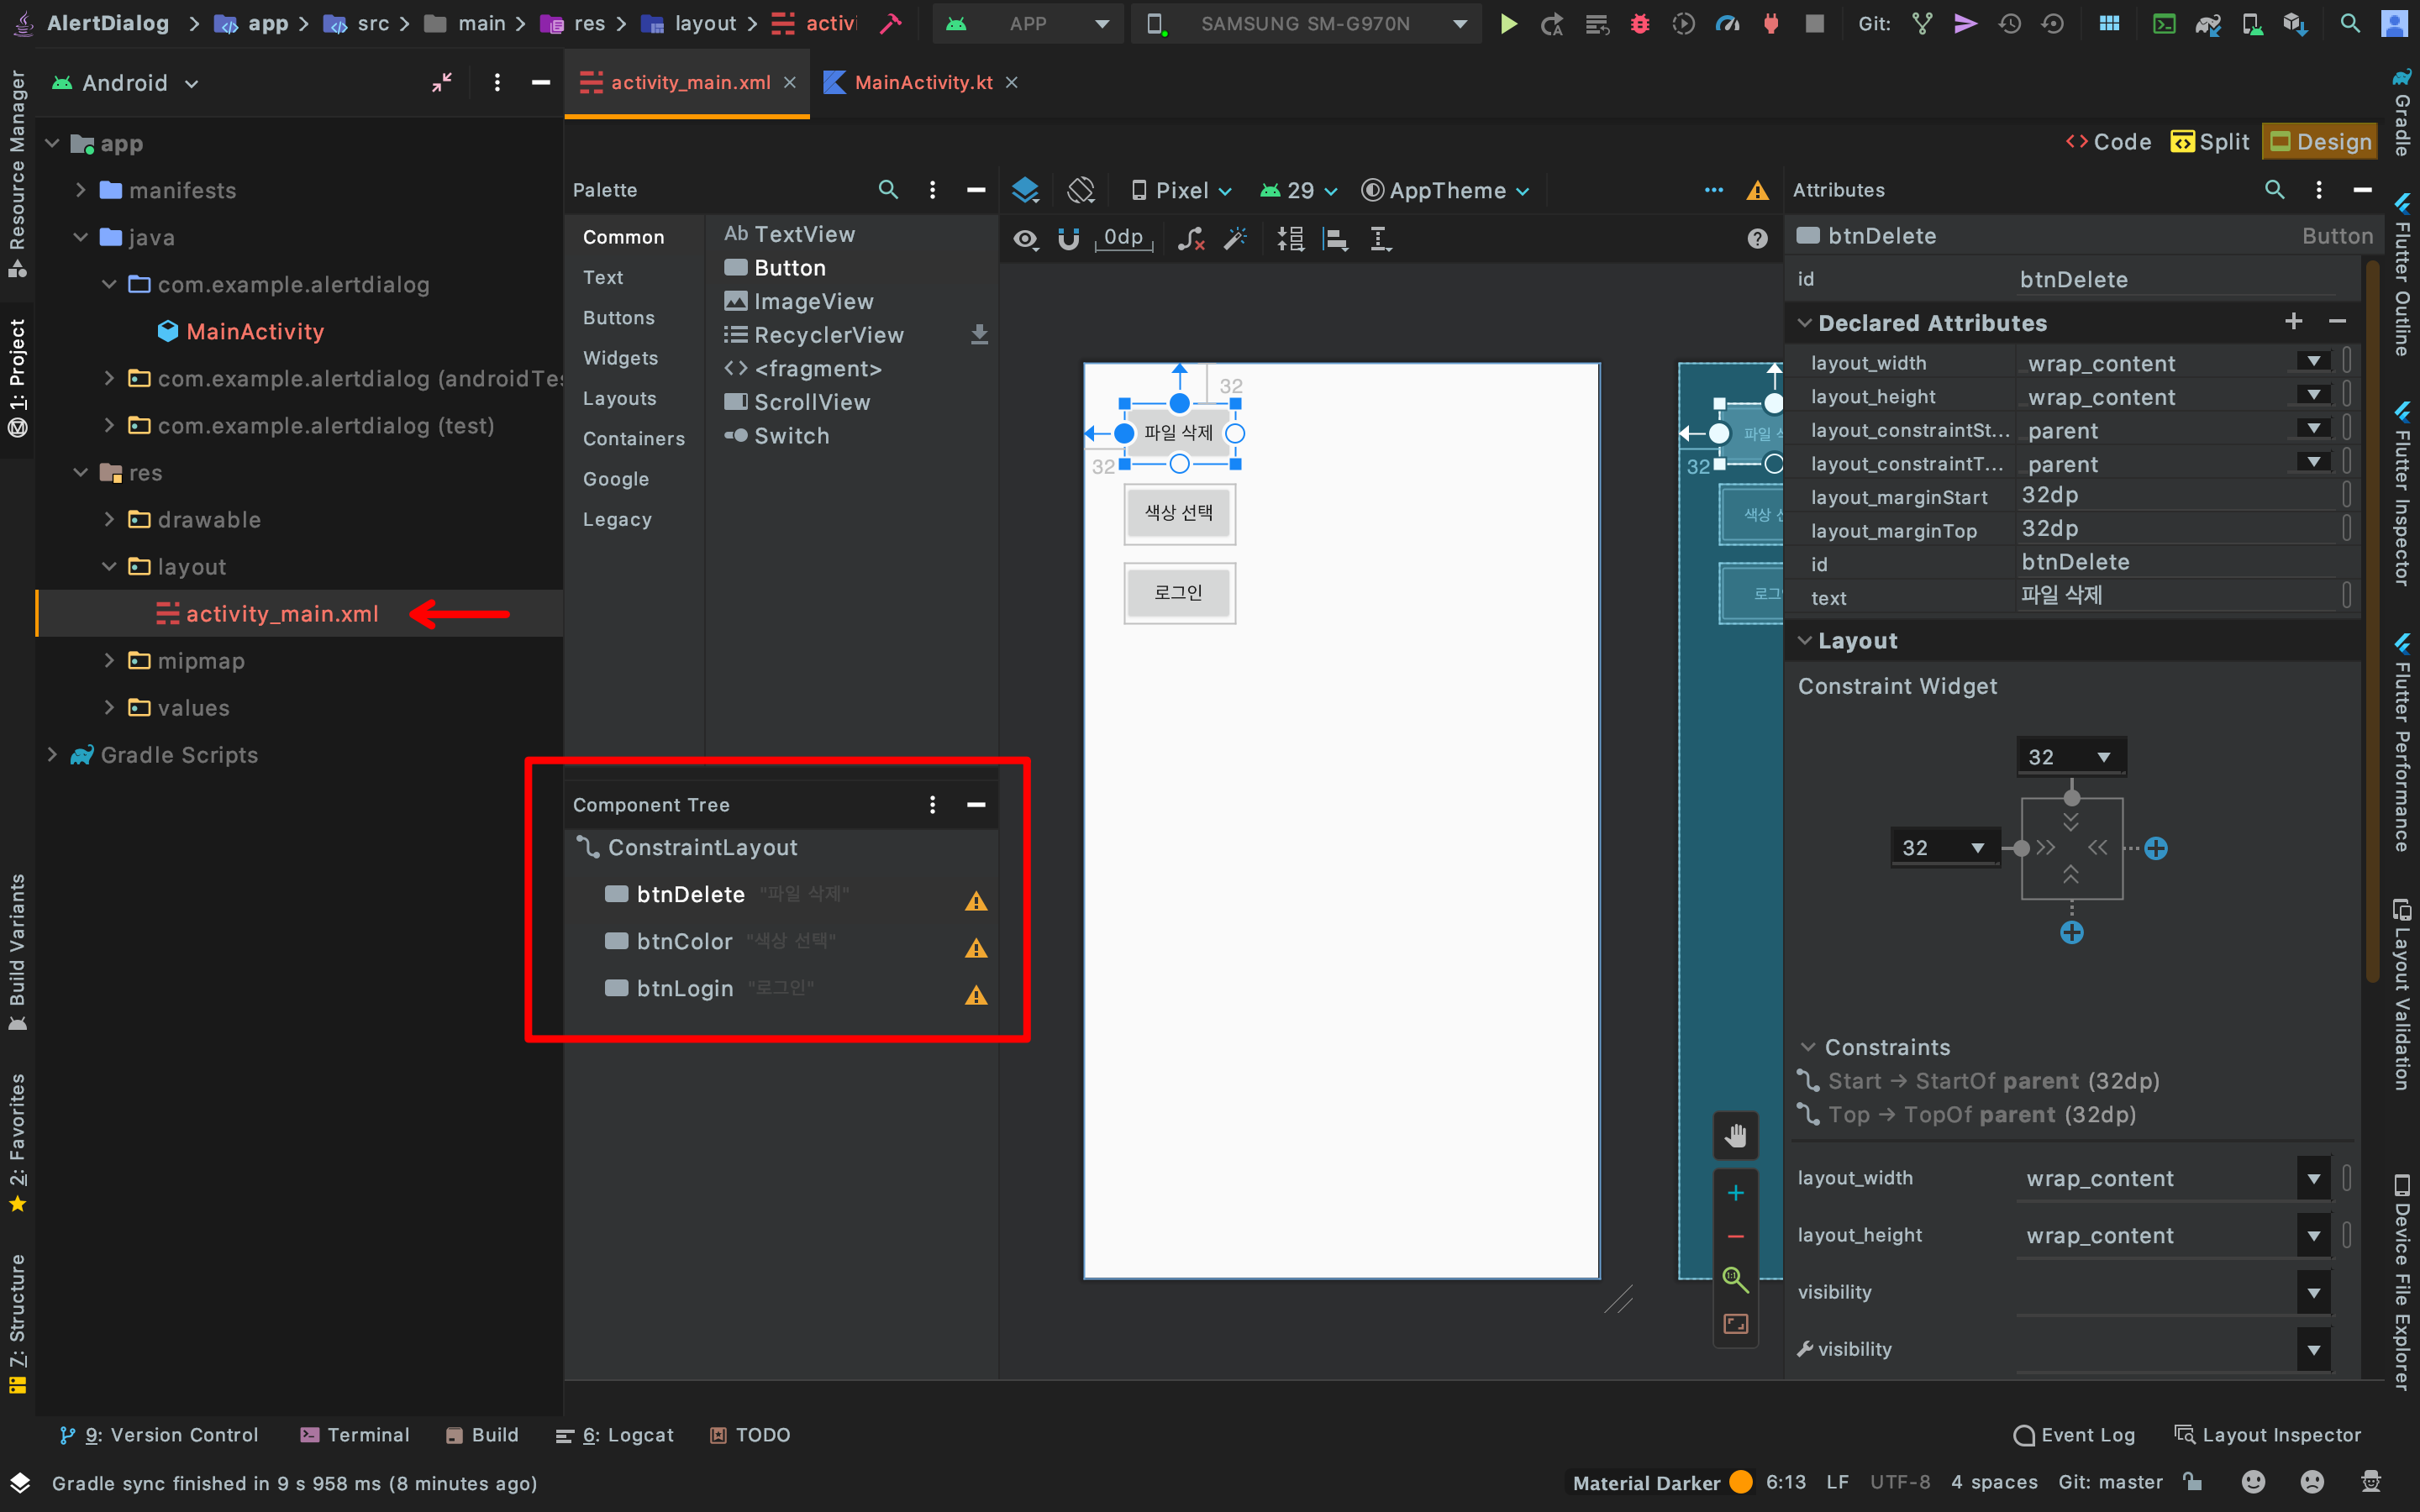 AlertDialog > app > src > main > res > layout > activi
APP
SAMSUNG SM-G970N
Git:
Resource Manager
1: Project
Build Variants
2: Favorites
7: Structure
Android
app
manifests
java
com.example.alertdialog
MainActivity
com.example.alertdialog (androidTes
com.example.alertdialog (test)
res
drawable
layout
activity_main.xml
mipmap
values
Gradle Scripts
activity_main.xml
MainActivity.kt
Code
Split
Design
Palette
Common
Text
Buttons
Widgets
Layouts
Containers
Google
Legacy
Ab TextView
Button
ImageView
RecyclerView
<fragment>
ScrollView
Switch
Component Tree
ConstraintLayout
btnDelete "파일 삭제"
btnColor "색상 선택"
btnLogin "로그인"
Pixel
29
AppTheme
0dp
32
파일 삭제
32
색상 선택
로그인
32
Attributes
btnDelete Button
id btnDelete
Declared Attributes
layout_width wrap_content
layout_height wrap_content
layout_constraintSt... parent
layout_constraintT... parent
layout_marginStart 32dp
layout_marginTop 32dp
id btnDelete
text 파일 삭제
Layout
Constraint Widget
32
32
Constraints
Start → StartOf parent (32dp)
Top → TopOf parent (32dp)
layout_width wrap_content
layout_height wrap_content
visibility
visibility
Gradle
Flutter Outline
Flutter Inspector
Flutter Performance
Layout Validation
Device File Explorer
9: Version Control
Terminal
Build
6: Logcat
TODO
Event Log
Layout Inspector
Gradle sync finished in 9 s 958 ms (8 minutes ago)
Material Darker
6:13 LF UTF-8 4 spaces Git: master